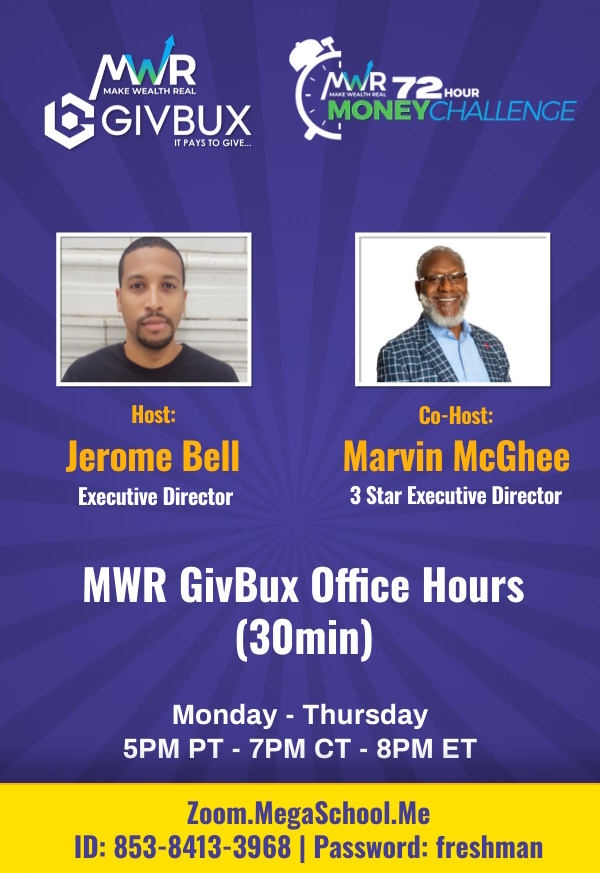 MWR
MAKE WEALTH REAL
GIVBUX
IT PAYS TO GIVE...
MWR 72 HOUR
MAKE WEALTH REAL
MONEYCHALLENGE
Host:
Jerome Bell
Executive Director
Co-Host:
Marvin McGhee
3 Star Executive Director
MWR GivBux Office Hours
(30min)
Monday - Thursday
5PM PT - 7PM CT - 8PM ET
Zoom.MegaSchool.Me
ID: 853-8413-3968 | Password: freshman